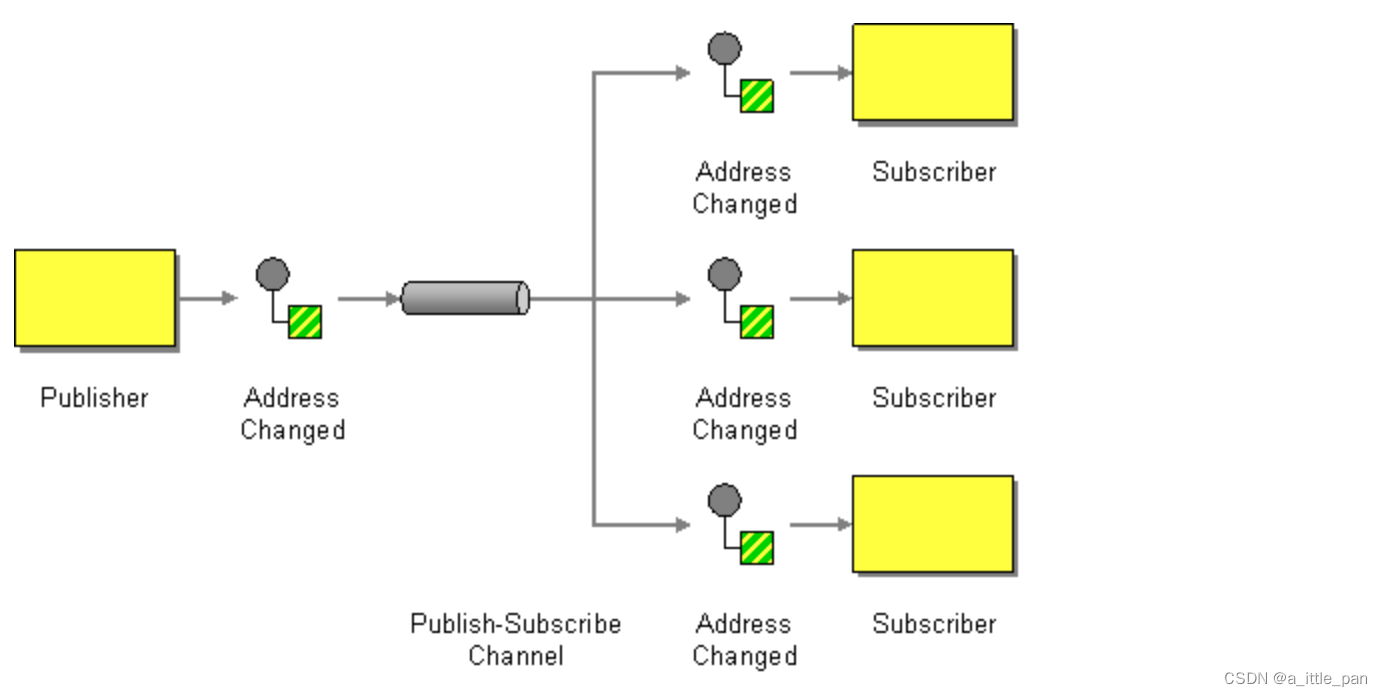 Address
Changed
Subscriber
Publisher
Address
Changed
Address
Changed
Subscriber
Publish-Subscribe
Channel
Address
Changed
Subscriber
CSDN @a_ittle_pan